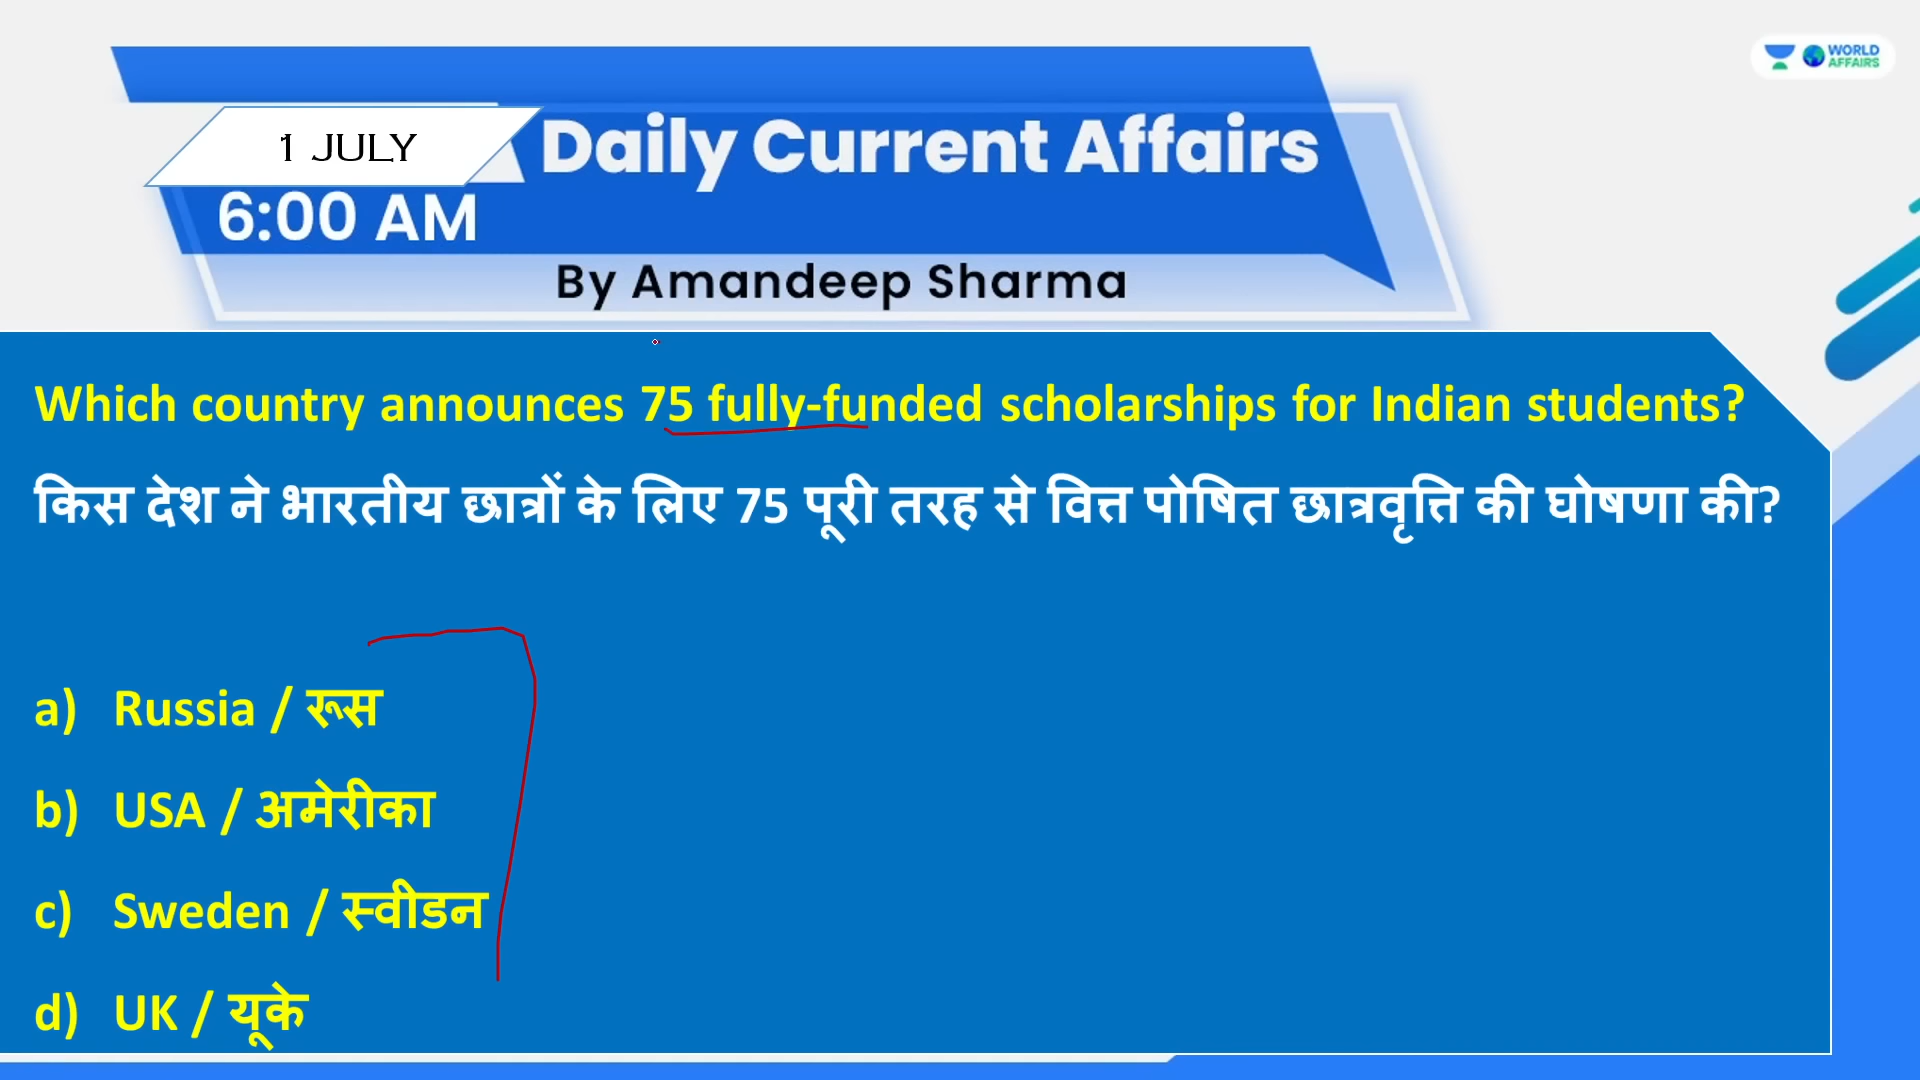 WORLD
AFFAIRS
1 JULY
Daily Current Affairs
6:00 AM
By Amandeep Sharma
Which country announces 75 fully-funded scholarships for Indian students?
किस देश ने भारतीय छात्रों के लिए 75 पूरी तरह से वित्त पोषित छात्रवृत्ति की घोषणा की?
a) Russia / रूस
b) USA / अमेरीका
c) Sweden / स्वीडन
d) UK / यूके